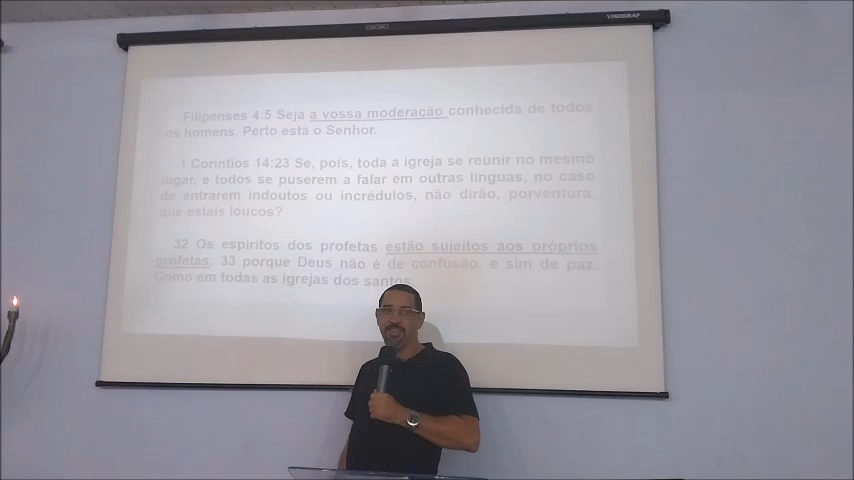 VISOGRAF
Filipenses 4:5 Seja a vossa moderação conhecida de todos
os homens. Perto está o Senhor.
1 Coríntios 14:23 Se, pois, toda a igreja se reunir no mesmo
lugar, e todos se puserem a falar em outras línguas, no caso
de entrarem indoutos ou incrédulos, não dirão, porventura,
que estais loucos?
32 Os espíritos dos profetas estão sujeitos aos próprios
profetas; 33 porque Deus não é de confusão, e sim de paz.
Como em todas as igrejas dos santos,